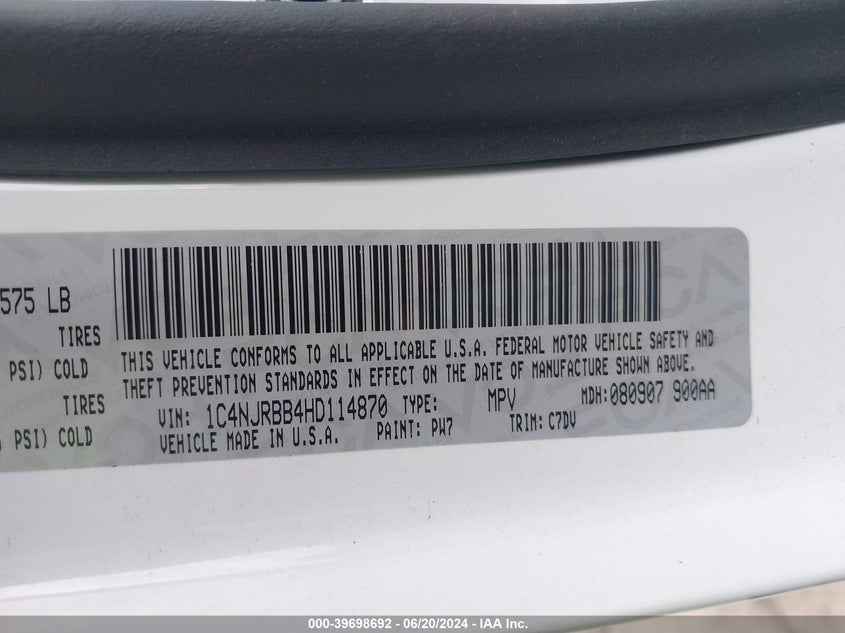 575 LB
TIRES
PSI) COLD
TIRES
PSI) COLD
THIS VEHICLE CONFORMS TO ALL APPLICABLE U.S.A. FEDERAL MOTOR VEHICLE SAFETY AND
THEFT PREVENTION STANDARDS IN EFFECT ON THE DATE OF MANUFACTURE SHOWN ABOVE.
VIN: 1C4NJRBB4HD114870 TYPE: MPV MDH:080907 900AA
VEHICLE MADE IN U.S.A. PAINT: PW7 TRIM: C7DV
000-39698692 - 06/20/2024 - IAA Inc.